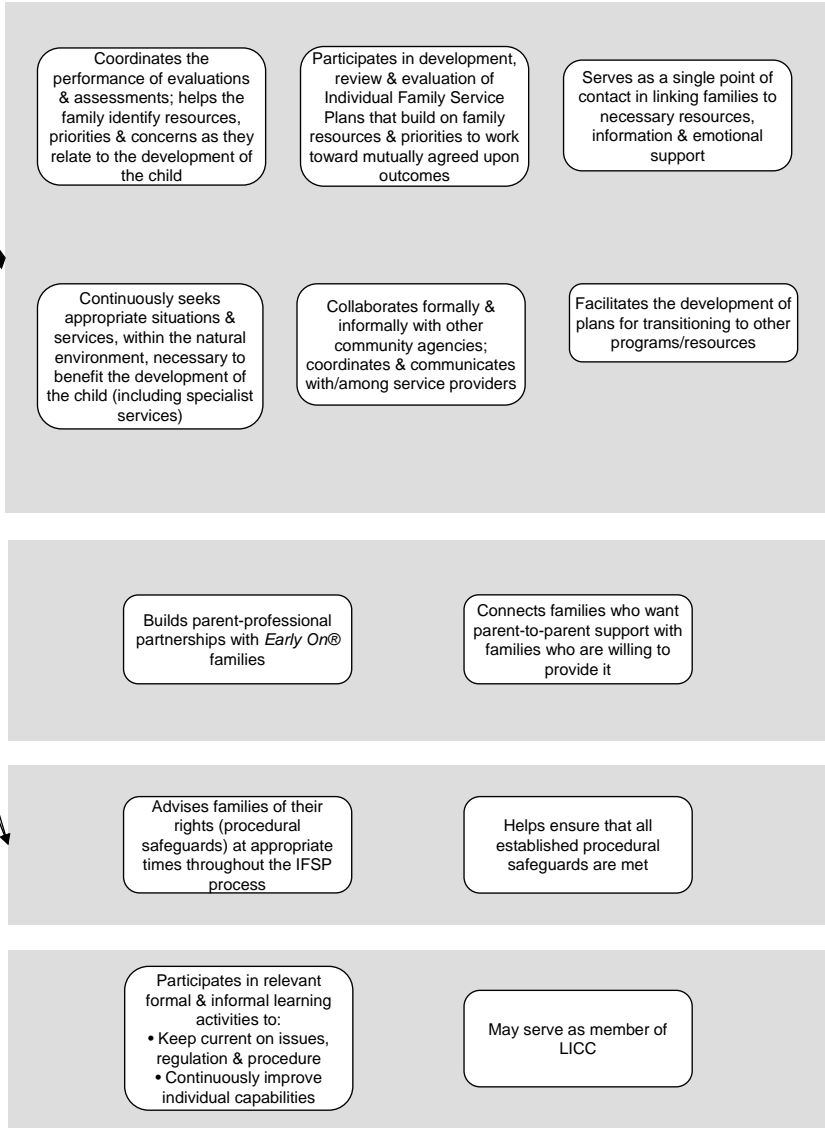 Coordinates the
performance of evaluations
& assessments; helps the
family identify resources,
priorities & concerns as they
relate to the development of
the child
Participates in development,
review & evaluation of
Individual Family Service
Plans that build on family
resources & priorities to work
toward mutually agreed upon
outcomes
Serves as a single point of
contact in linking families to
necessary resources,
information & emotional
support
Continuously seeks
appropriate situations &
services, within the natural
environment, necessary to
benefit the development of
the child (including specialist
services)
Collaborates formally &
informally with other
community agencies;
coordinates & communicates
with/among service providers
Facilitates the development of
plans for transitioning to other
programs/resources
Builds parent-professional
partnerships with Early On®
families
Connects families who want
parent-to-parent support with
families who are willing to
provide it
Advises families of their
rights (procedural
safeguards) at appropriate
times throughout the IFSP
process
Helps ensure that all
established procedural
safeguards are met
Participates in relevant
formal & informal learning
activities to:
• Keep current on issues,
regulation & procedure
• Continuously improve
individual capabilities
May serve as member of
LICC